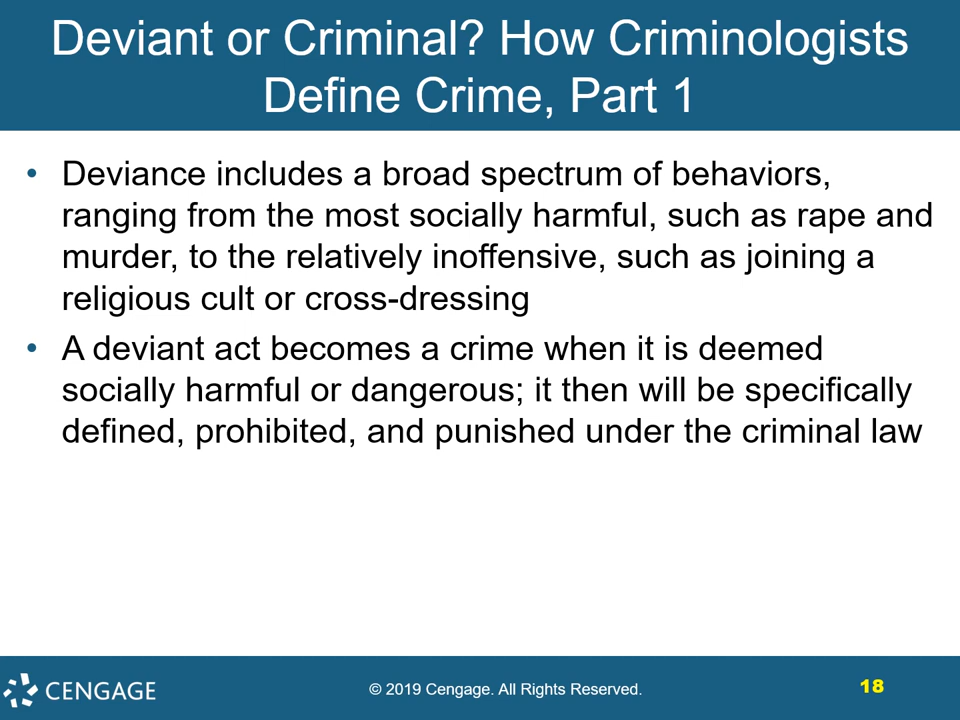 Deviant or Criminal? How Criminologists
Define Crime, Part 1
• Deviance includes a broad spectrum of behaviors,
ranging from the most socially harmful, such as rape and
murder, to the relatively inoffensive, such as joining a
religious cult or cross-dressing
• A deviant act becomes a crime when it is deemed
socially harmful or dangerous; it then will be specifically
defined, prohibited, and punished under the criminal law
CENGAGE
© 2019 Cengage. All Rights Reserved.
18